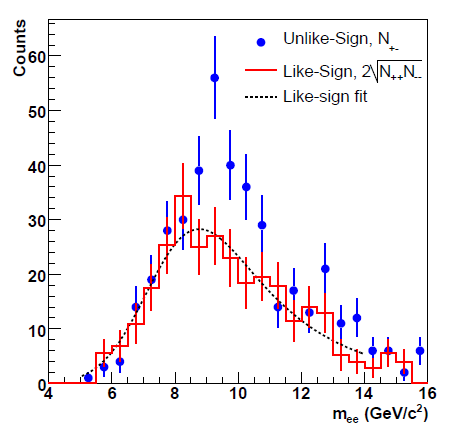 Counts
60
50
40
30
20
10
0
Unlike-Sign, N+-
Like-Sign, 2√N++N--
Like-sign fit
4 6 8 10 12 14 16
mee (GeV/c²)